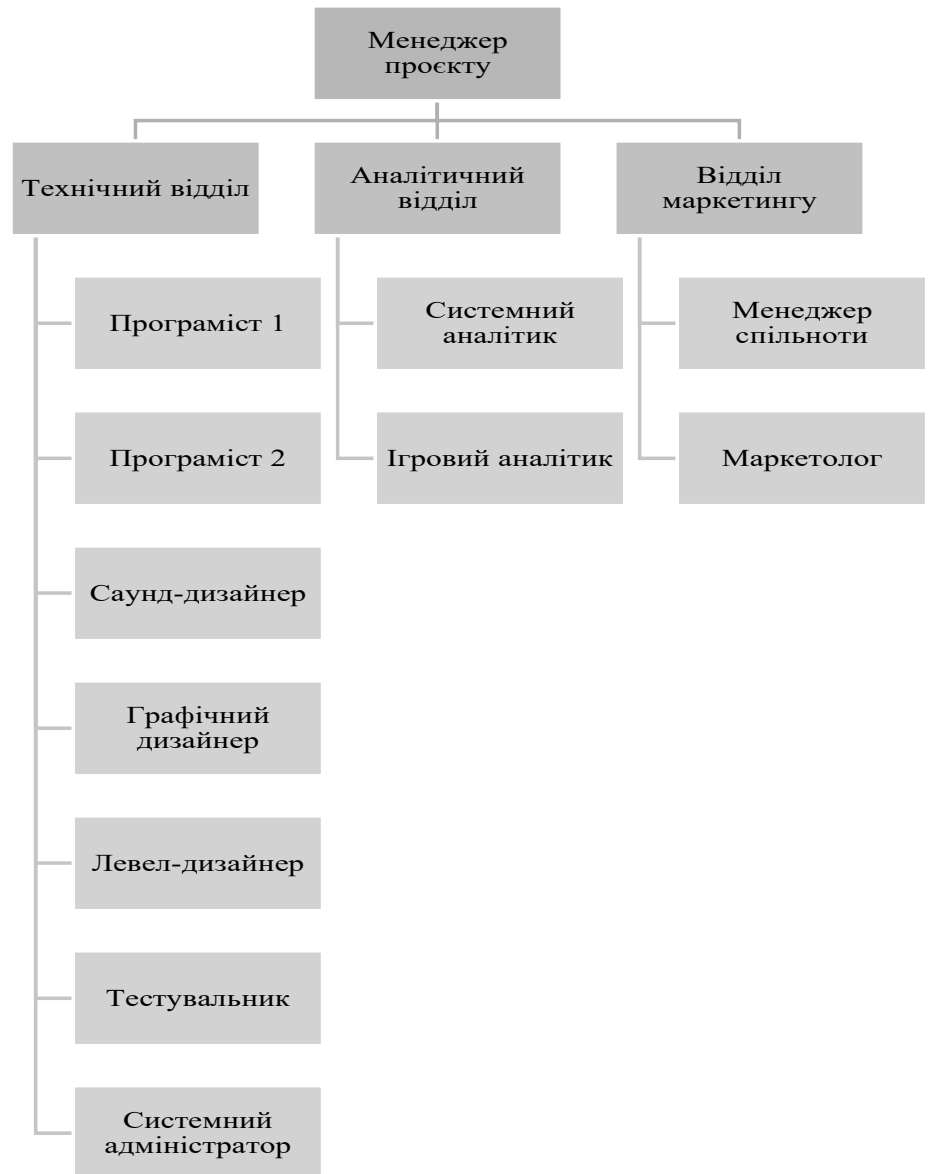 Менеджер
проєкту
Технічний відділ
Аналітичний
відділ
Відділ
маркетингу
Програміст 1
Програміст 2
Саунд-дизайнер
Графічний
дизайнер
Левел-дизайнер
Тестувальник
Системний
адміністратор
Системний
аналітик
Ігровий аналітик
Менеджер
спільноти
Маркетолог